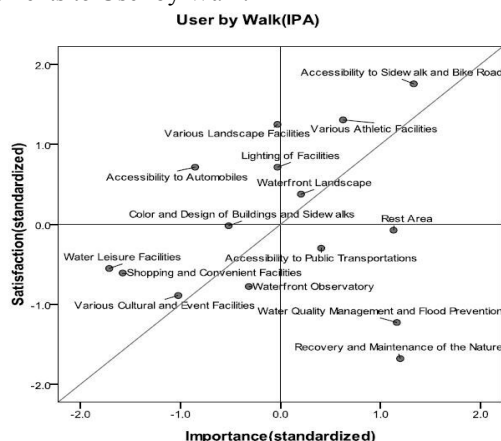 User by Walk(IPA)
2.0
Accessibility to Sidewalk and Bike Road
Various Landscape Facilities
Various Athletic Facilities
1.0
Lighting of Facilities
Accessibility to Automobiles
Waterfront Landscape
Color and Design of Buildings and Sidewalks
Rest Area
0.0
Satisfaction(standardized)
Water Leisure Facilities
Accessibility to Public Transportations
Shopping and Convenient Facilities
Waterfront Observatory
-1.0
Various Cultural and Event Facilities
Water Quality Management and Flood Prevention
Recovery and Maintenance of the Nature
-2.0
-2.0 -1.0 0.0 1.0 2.0
Importance(standardized)